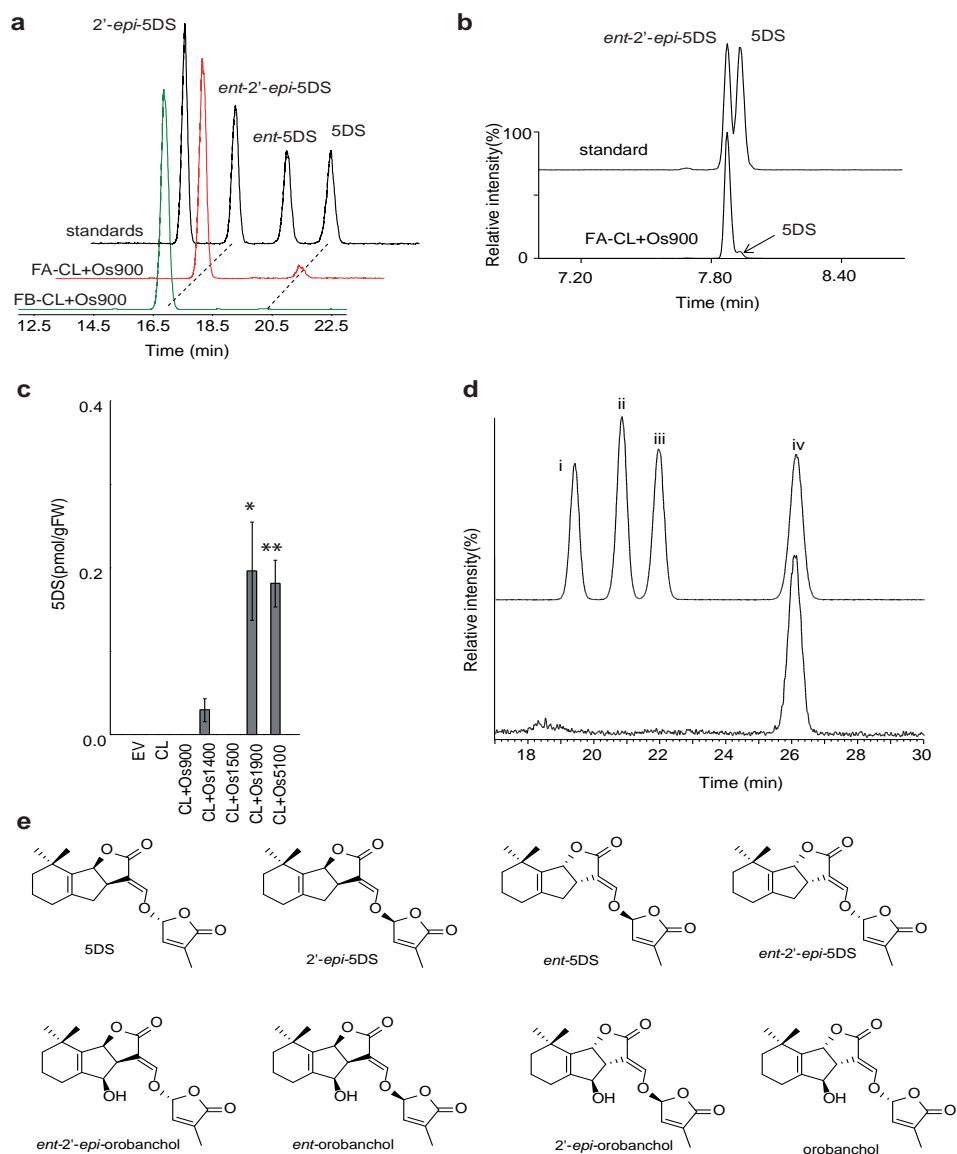 a
2'-epi-5DS
ent-2'-epi-5DS
ent-5DS
5DS
standards
FA-CL+Os900
FB-CL+Os900
12.5 14.5 16.5 18.5 20.5 22.5
Time (min)
b
ent-2'-epi-5DS
5DS
Relative intensity(%)
100
0
standard
5DS
FA-CL+Os900
7.20 7.80 8.40
Time (min)
c
5DS(pmol/gFW)
0.4
0.2
0.0
*
**
EV
CL
CL+Os900
CL+Os1400
CL+Os1500
CL+Os1900
CL+Os5100
d
Relative intensity(%)
i
ii
iii
iv
18 20 22 24 26 28 30
Time (min)
e
O O
O
O O
5DS
O O
O
O O
2'-epi-5DS
O O
O
O O
ent-5DS
O O
O
O O
ent-2'-epi-5DS
O O
OH O
O O
ent-2'-epi-orobanchol
O O
OH O
O O
ent-orobanchol
O O
OH O
O O
2'-epi-orobanchol
O O
OH O
O O
orobanchol